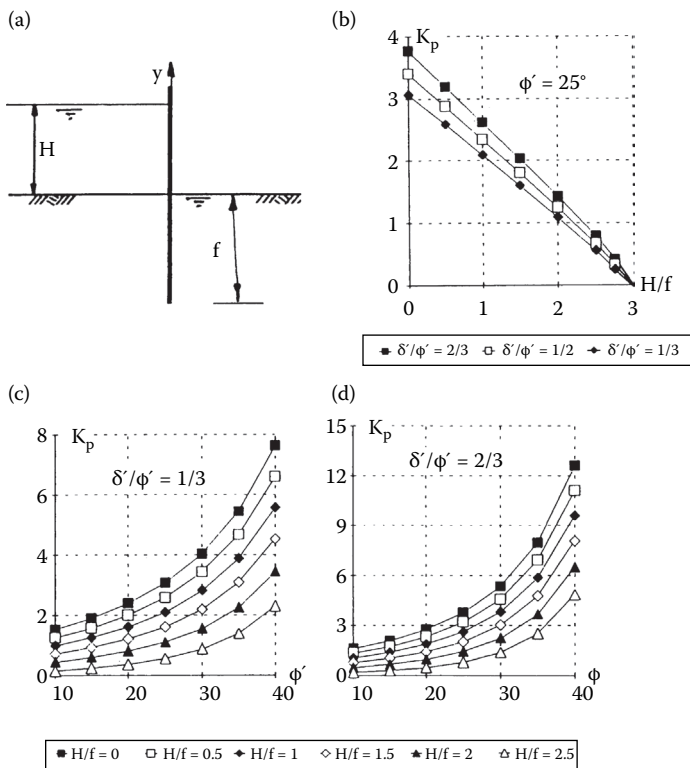 (a)
y
H
f
(b)
4
K_p
ϕ′ = 25°
3
2
1
0
H/f
0 1 2 3
δ′/ϕ′ = 2/3 δ′/ϕ′ = 1/2 δ′/ϕ′ = 1/3
(c)
8
K_p
δ′/ϕ′ = 1/3
6
4
2
0
10 20 30 ϕ′ 40
(d)
15
K_p
δ′/ϕ′ = 2/3
12
9
6
3
0
10 20 30 ϕ 40
H/f = 0 H/f = 0.5 H/f = 1 H/f = 1.5 H/f = 2 H/f = 2.5